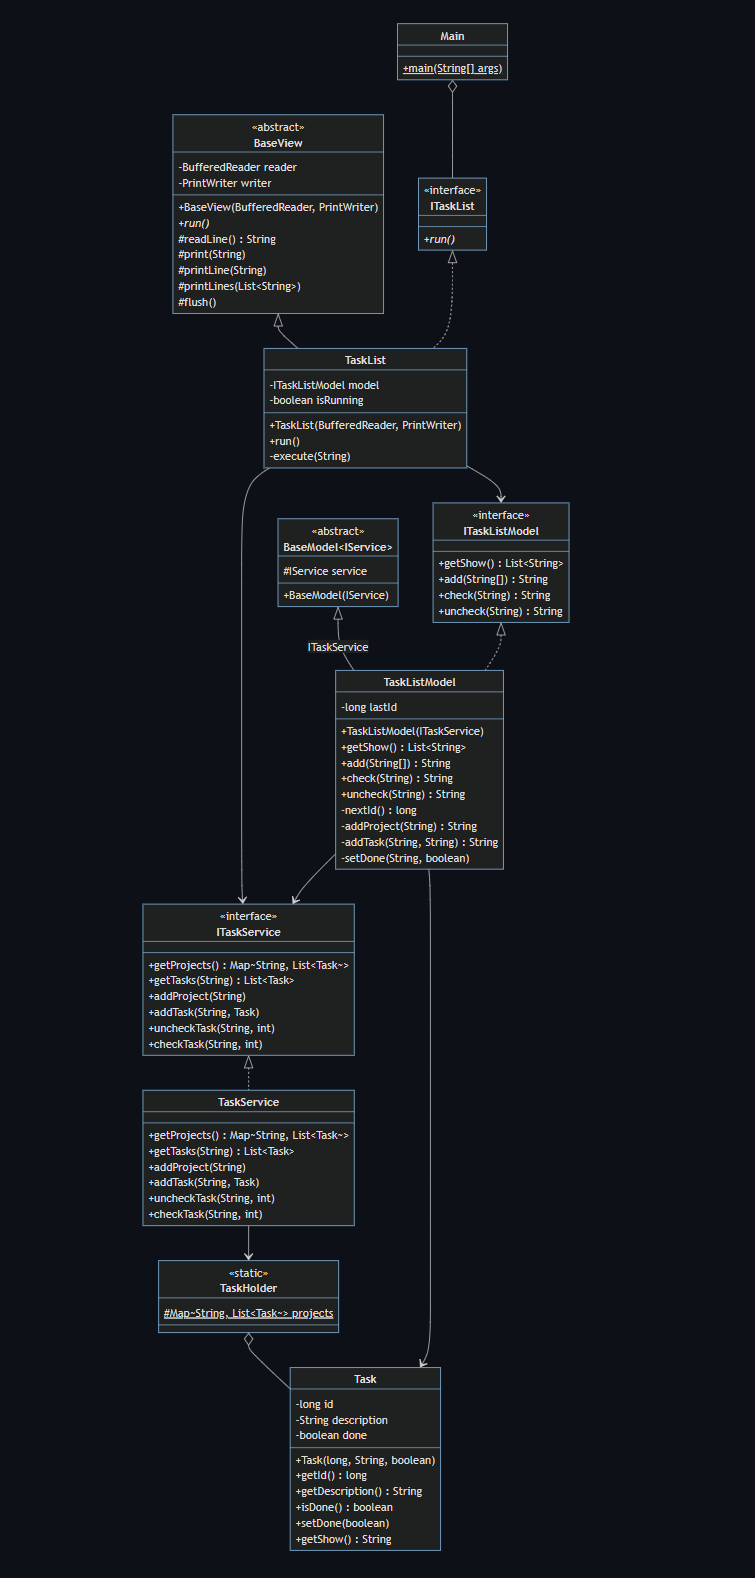 Main
+main(String[] args)
«abstract»
BaseView
-BufferedReader reader
-PrintWriter writer
+BaseView(BufferedReader, PrintWriter)
+run()
#readLine() : String
#print(String)
#printLine(String)
#printLines(List<String>)
#flush()
«interface»
ITaskList
+run()
TaskList
-ITaskListModel model
-boolean isRunning
+TaskList(BufferedReader, PrintWriter)
+run()
-execute(String)
«interface»
ITaskListModel
+getShow() : List<String>
+add(String[]) : String
+check(String) : String
+uncheck(String) : String
«abstract»
BaseModel<IService>
#IService service
+BaseModel(IService)
ITaskService
TaskListModel
-long lastId
+TaskListModel(ITaskService)
+getShow() : List<String>
+add(String[]) : String
+check(String) : String
+uncheck(String) : String
-nextId() : long
-addProject(String) : String
-addTask(String, String) : String
-setDone(String, boolean)
«interface»
ITaskService
+getProjects() : Map~String, List<Task~>
+getTasks(String) : List<Task>
+addProject(String)
+addTask(String, Task)
+uncheckTask(String, int)
+checkTask(String, int)
TaskService
+getProjects() : Map~String, List<Task~>
+getTasks(String) : List<Task>
+addProject(String)
+addTask(String, Task)
+uncheckTask(String, int)
+checkTask(String, int)
«static»
TaskHolder
#Map~String, List<Task~> projects
Task
-long id
-String description
-boolean done
+Task(long, String, boolean)
+getId() : long
+getDescription() : String
+isDone() : boolean
+setDone(boolean)
+getShow() : String